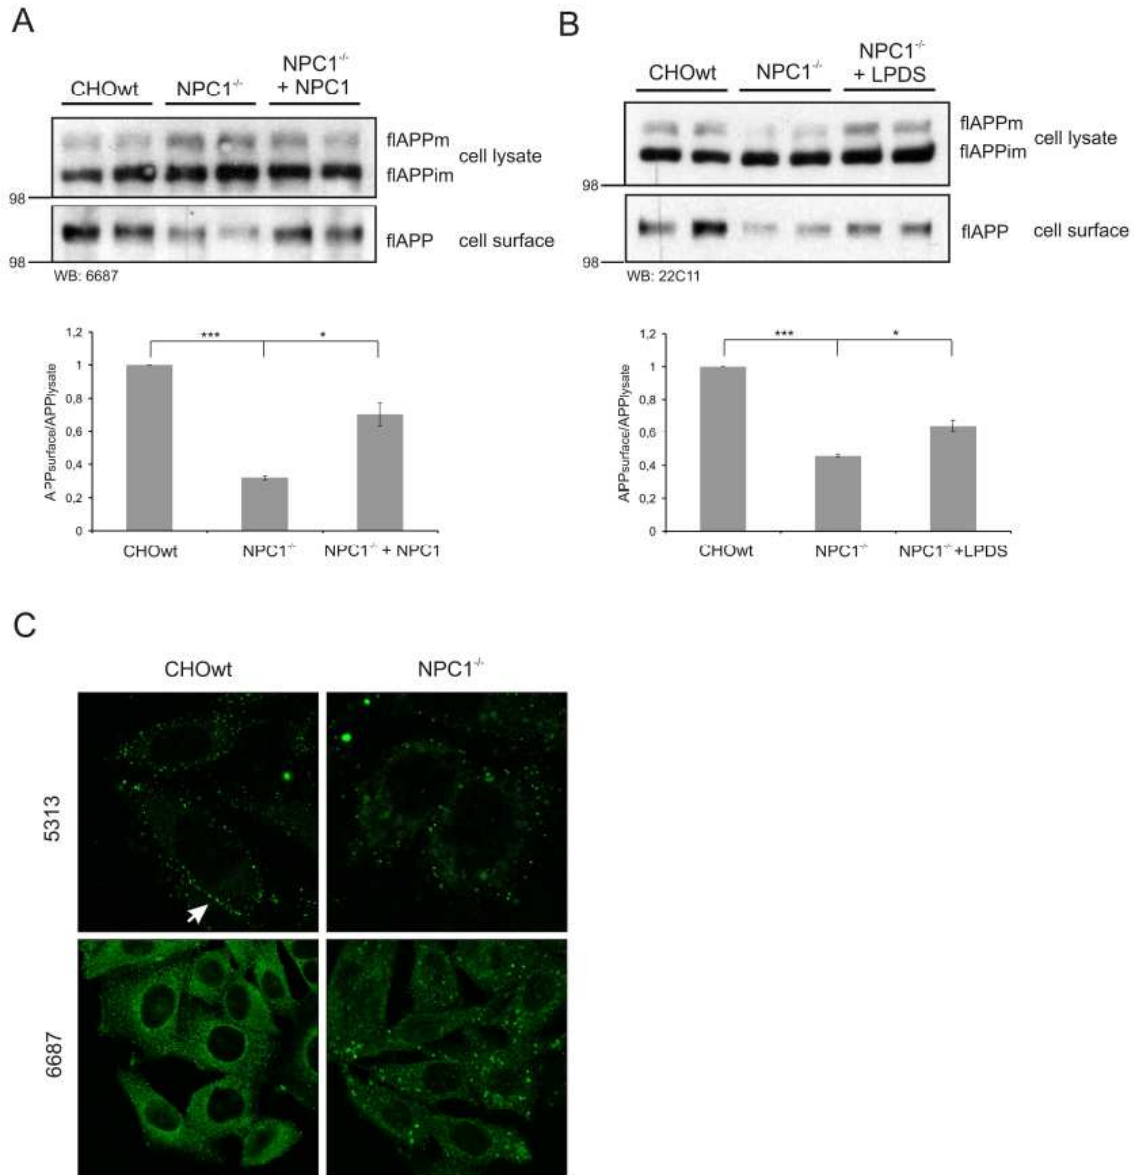 A
CHOwt NPC1-/- NPC1-/- + NPC1
flAPPm
flAPPim
cell lysate
98
flAPP cell surface
98
WB: 6687
1,2
1
0,8
0,6
0,4
0,2
0
APPsurface/APPlysate
*** *
CHOwt NPC1-/- NPC1-/- + NPC1
B
CHOwt NPC1-/- NPC1-/- + LPDS
flAPPm
flAPPim
cell lysate
98
flAPP cell surface
98
WB: 22C11
1,2
1
0,8
0,6
0,4
0,2
0
APPsurface/APPlysate
*** *
CHOwt NPC1-/- NPC1-/- +LPDS
C
CHOwt NPC1-/-
5313
6687